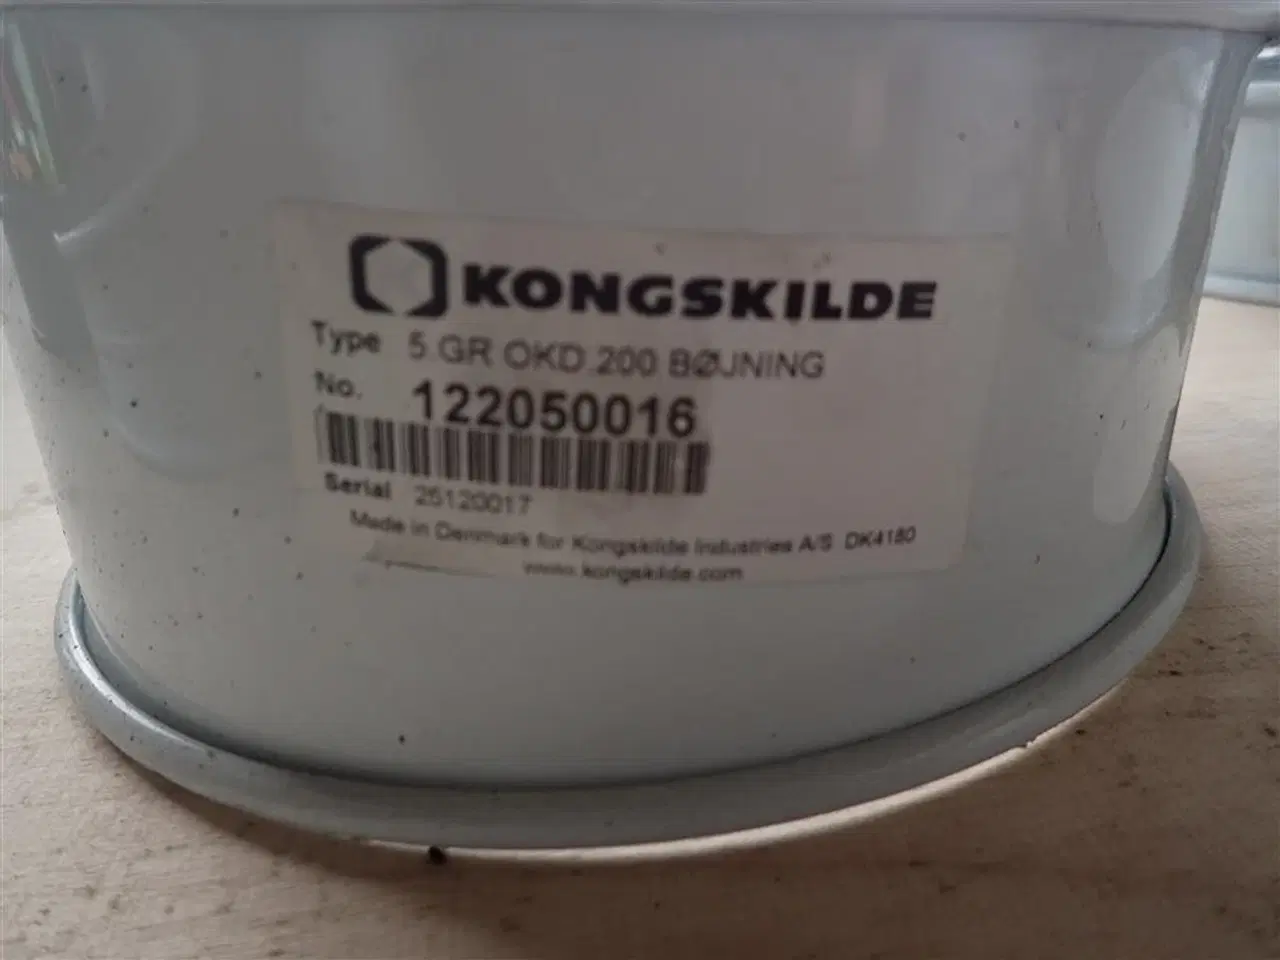 KONGSKILDE
Type 5 GR OKD 200 BØJNING
No. 122050016
Serial 25120017
Made in Denmark for Kongskilde Industries A/S DK4180
www.kongskilde.com